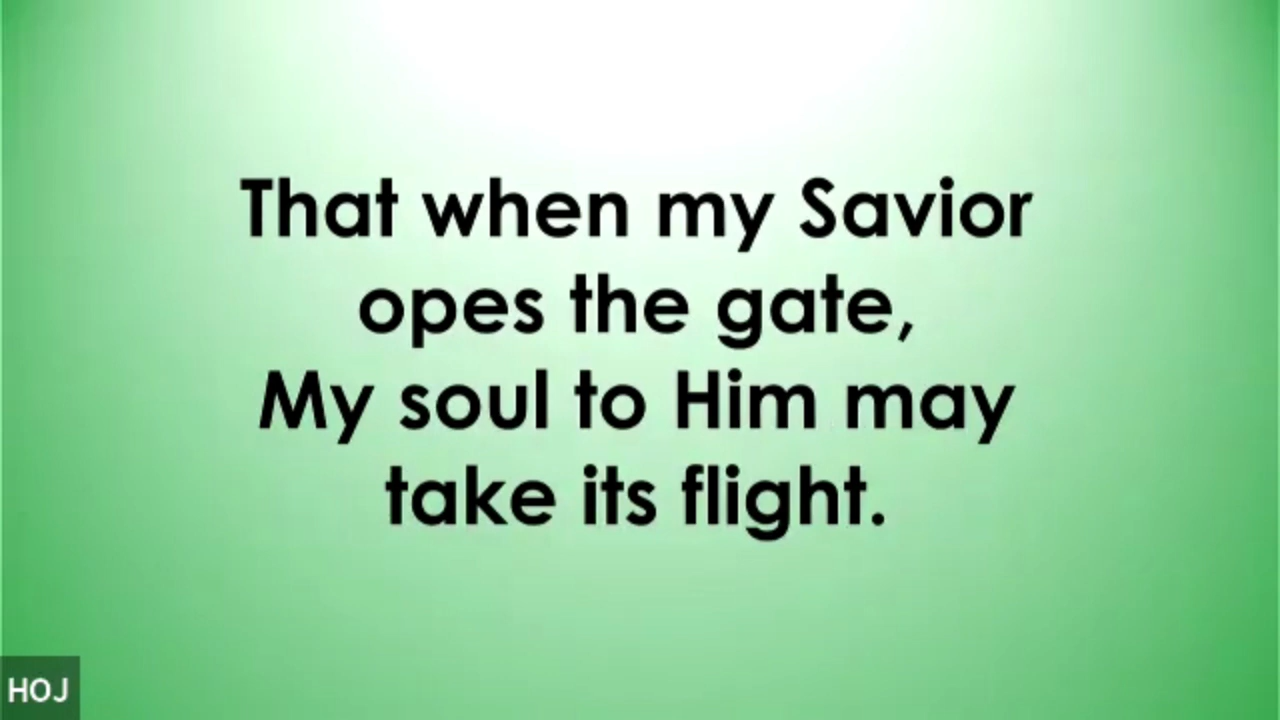 That when my Savior
opes the gate,
My soul to Him may
take its flight.
HOJ